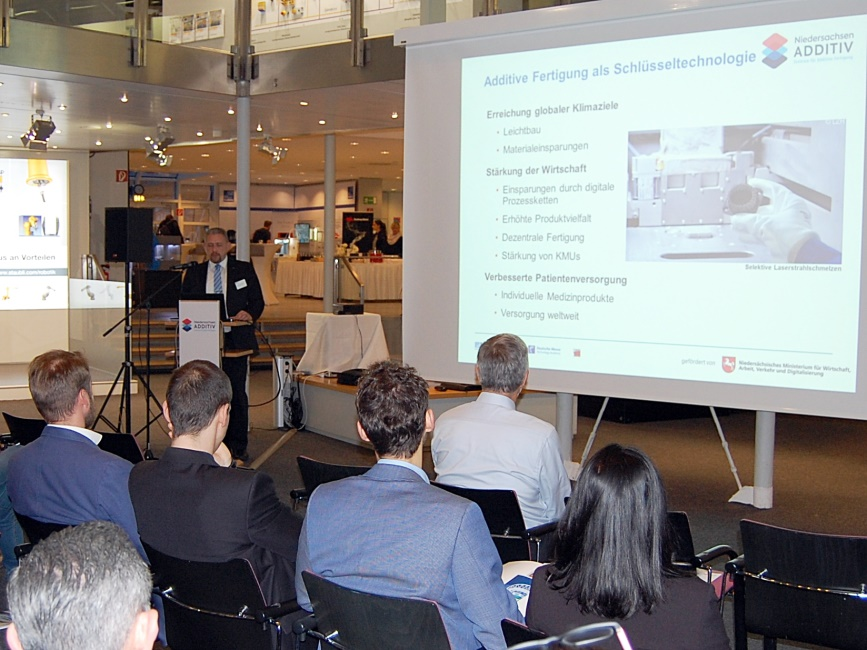 Niedersachsen
ADDITIV
Additive Fertigung als Schlüsseltechnologie
Erreichung globaler Klimaziele
• Leichtbau
• Materialeinsparungen
Stärkung der Wirtschaft
• Einsparungen durch digitale
Prozessketten
• Erhöhte Produktvielfalt
• Dezentrale Fertigung
• Stärkung von KMUs
Selektive Laserstrahlschmelzen
Verbesserte Patientenversorgung
• Individuelle Medizinprodukte
• Versorgung weltweit
gefördert von
Niedersächsisches Ministerium für Wirtschaft,
Arbeit, Verkehr und Digitalisierung
us an Vorteilen
Niedersachsen
ADDITIV